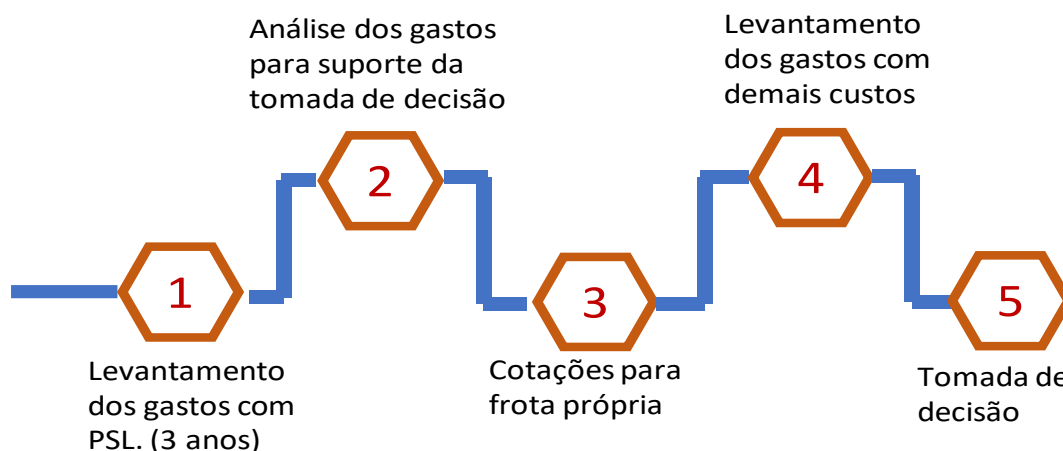 1
Levantamento
dos gastos com
PSL. (3 anos)
2
Análise dos gastos
para suporte da
tomada de decisão
3
Cotações para
frota própria
4
Levantamento
dos gastos com
demais custos
5
Tomada de
decisão